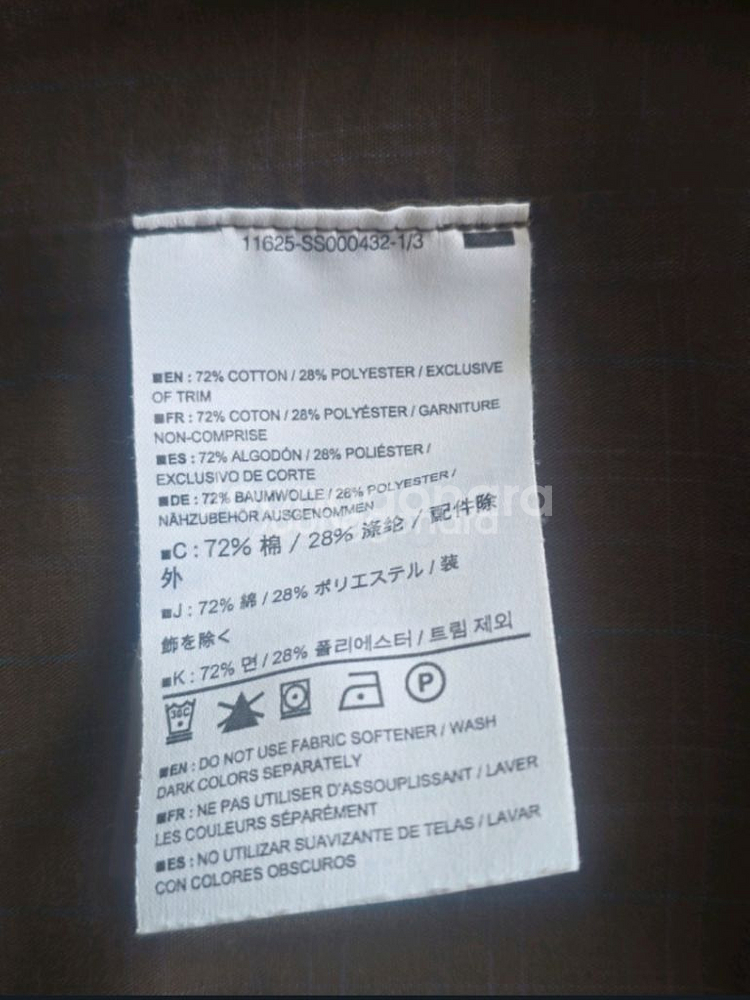 11625-SS000432-1/3
■EN : 72% COTTON / 28% POLYESTER / EXCLUSIVE
OF TRIM
■FR : 72% COTON / 28% POLYÉSTER / GARNITURE
NON-COMPRISE
■ES : 72% ALGODÓN / 28% POLIÉSTER /
EXCLUSIVO DE CORTE
■DE : 72% BAUMWOLLE / 28% POLYESTER /
NÄHZUBEHÖR AUSGENOMMEN
■C : 72% 棉 / 28% 涤纶 / 配件除
外
■J : 72% 綿 / 28% ポリエステル / 装
飾を除く
■K : 72% 면 / 28% 폴리에스터 / 트림 제외
30C
P
■EN : DO NOT USE FABRIC SOFTENER / WASH
DARK COLORS SEPARATELY
■FR : NE PAS UTILISER D'ASSOUPLISSANT / LAVER
LES COULEURS SÉPARÉMENT
■ES : NO UTILIZAR SUAVIZANTE DE TELAS / LAVAR
CON COLORES OBSCUROS